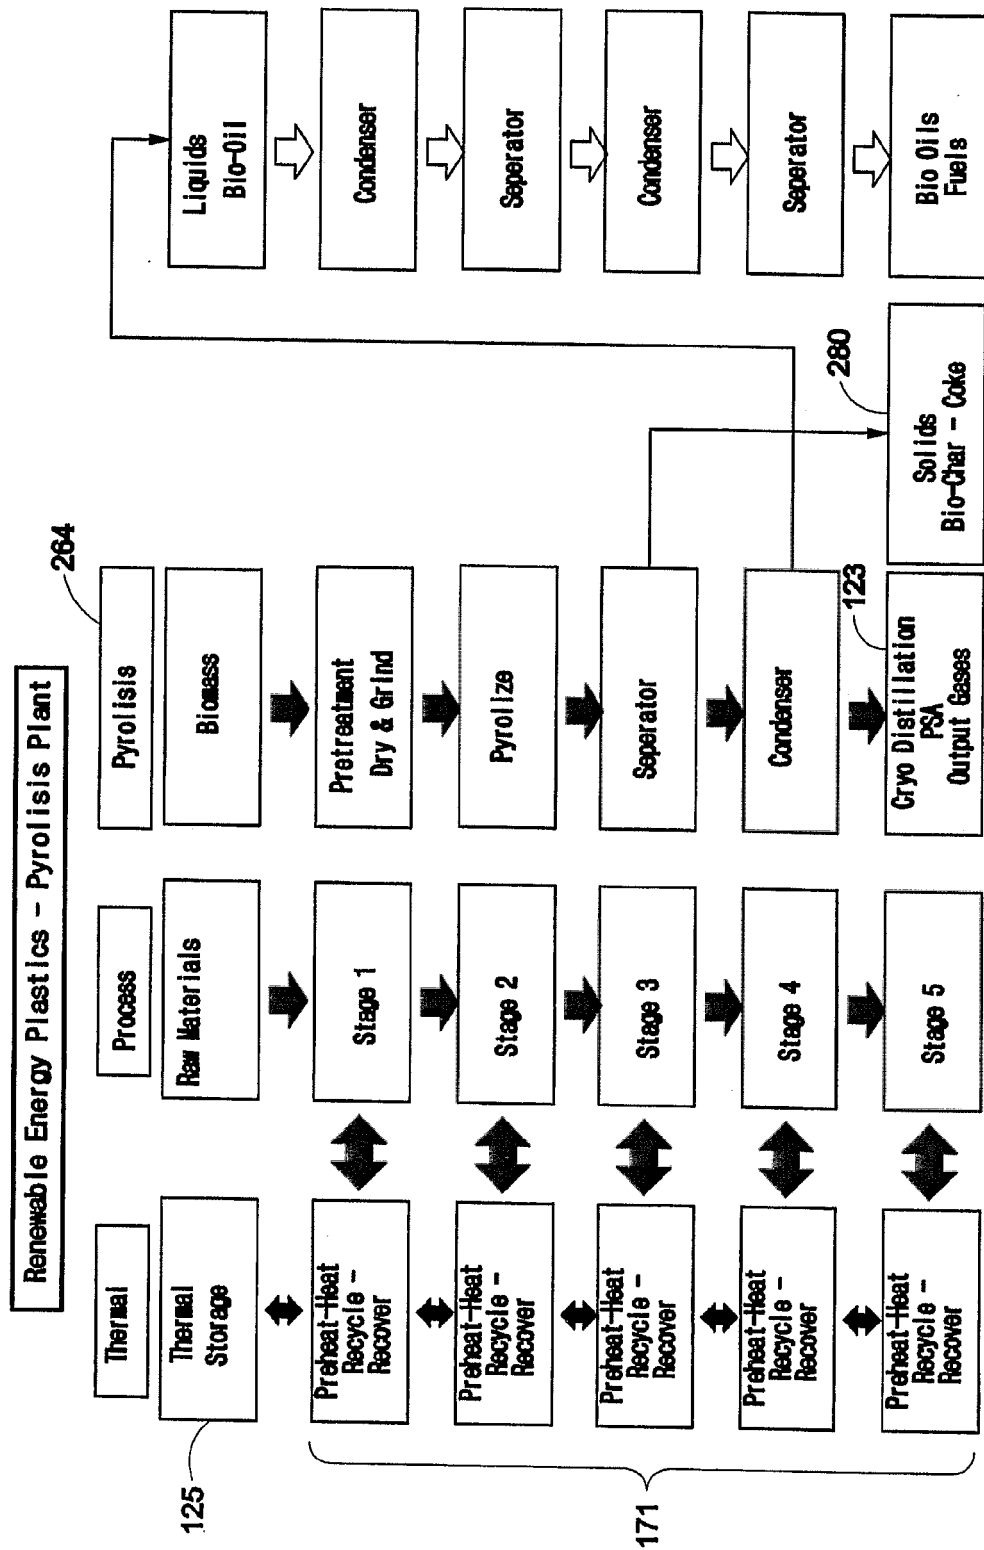 Renewable Energy Plastics - Pyrolisis Plant
Thermal
Thermal
Storage
125
Preheat-Heat
Recycle -
Recover
Preheat-Heat
Recycle -
Recover
Preheat-Heat
Recycle -
Recover
Preheat-Heat
Recycle -
Recover
Preheat-Heat
Recycle -
Recover
171
Process
Raw Materials
Stage 1
Stage 2
Stage 3
Stage 4
Stage 5
264
Pyrolisis
Biomass
Pretreatment
Dry & Grind
Pyrolize
Seperator
Condenser
123
Cryo Distillation
PSA
Output Gases
280
Solids
Bio-Char - Coke
Liquids
Bio-Oil
Condenser
Seperator
Condenser
Seperator
Bio Oils
Fuels